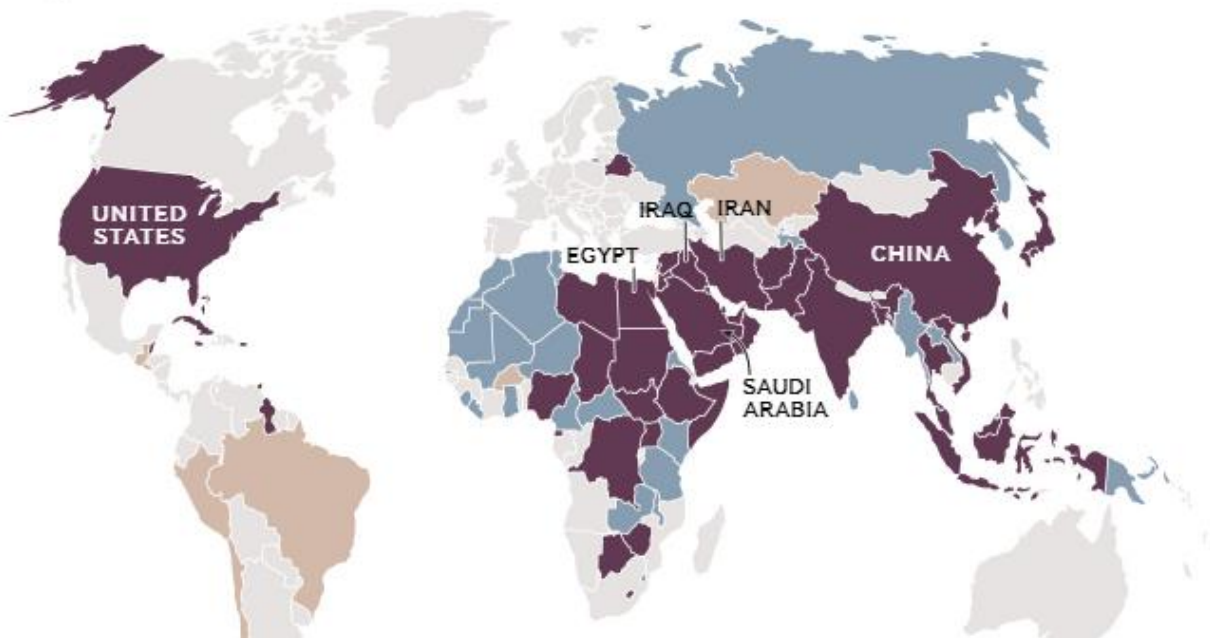 UNITED
STATES
IRAQ
IRAN
EGYPT
CHINA
SAUDI
ARABIA